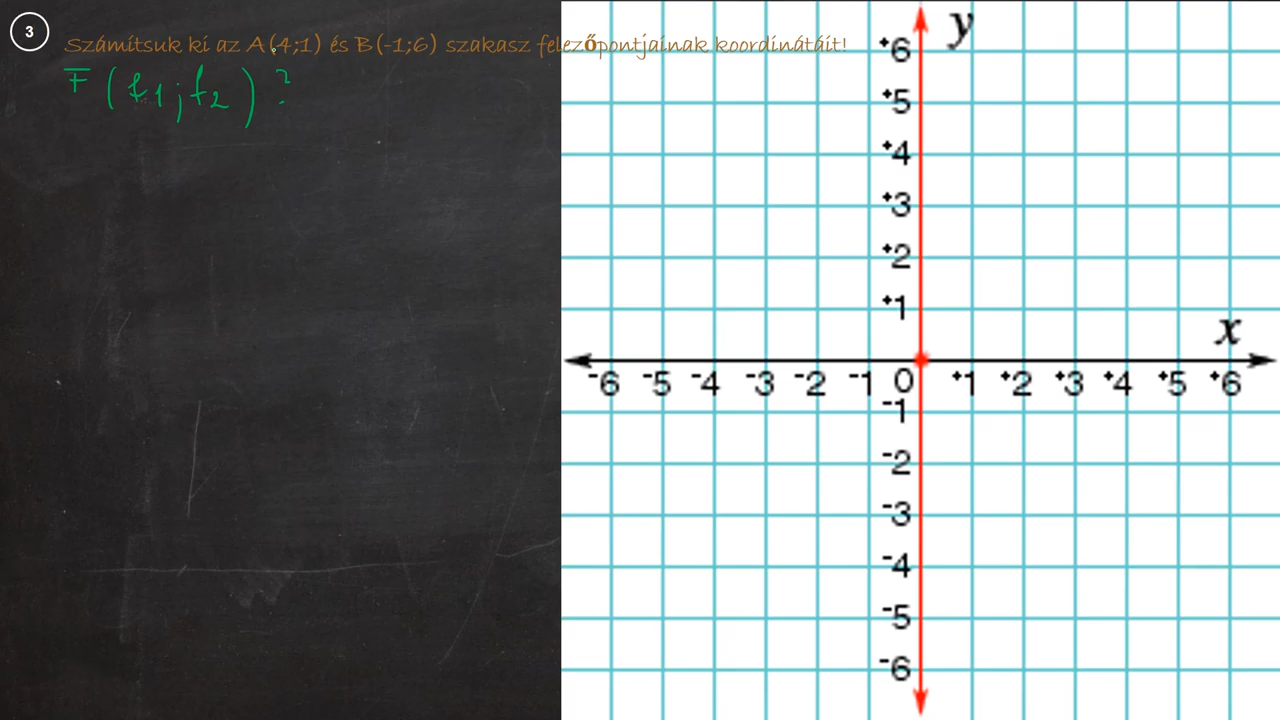 3
Számítsuk ki az A(4;1) és B(-1;6) szakasz felezőpontjainak koordinátáit!
F(f1;f2)?
y
+6
+5
+4
+3
+2
+1
x
-6 -5 -4 -3 -2 -1 0 +1 +2 +3 +4 +5 +6
-1
-2
-3
-4
-5
-6